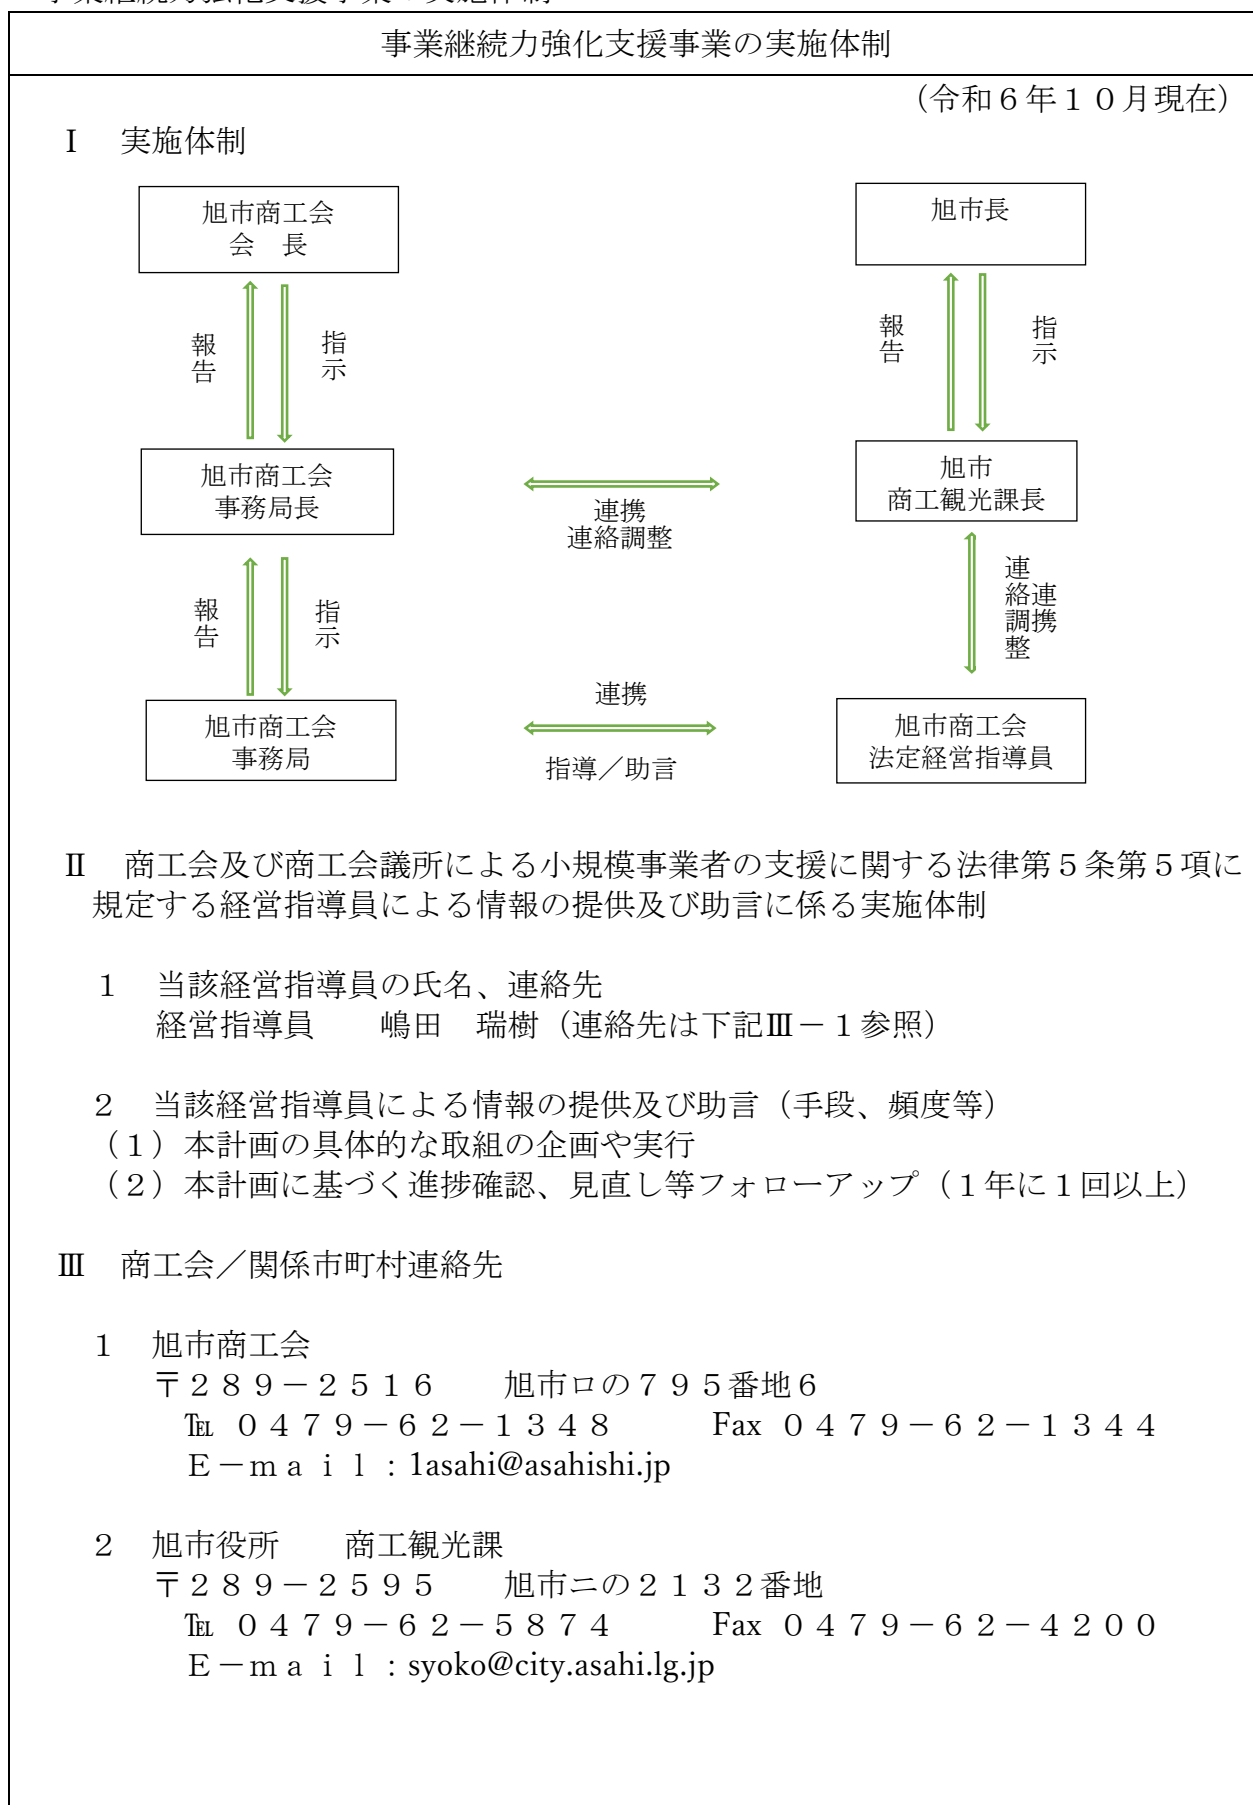 事業継続力強化支援事業の実施体制
（令和６年１０月現在）
Ⅰ　実施体制
旭市商工会
会　長
旭市長
報告
指示
報告
指示
旭市商工会
事務局長
連携
連絡調整
旭市
商工観光課長
報告
指示
連携
連絡調整
旭市商工会
事務局
連携
指導／助言
旭市商工会
法定経営指導員
Ⅱ　商工会及び商工会議所による小規模事業者の支援に関する法律第５条第５項に
規定する経営指導員による情報の提供及び助言に係る実施体制
１　当該経営指導員の氏名、連絡先
経営指導員　　嶋田　瑞樹（連絡先は下記Ⅲ－１参照）
２　当該経営指導員による情報の提供及び助言（手段、頻度等）
（１）本計画の具体的な取組の企画や実行
（２）本計画に基づく進捗確認、見直し等フォローアップ（１年に１回以上）
Ⅲ　商工会／関係市町村連絡先
１　旭市商工会
〒２８９－２５１６　　旭市ロの７９５番地６
℡ ０４７９－６２－１３４８　　　Fax ０４７９－６２－１３４４
Ｅ－ｍａｉｌ：1asahi@asahishi.jp
２　旭市役所　　商工観光課
〒２８９－２５９５　　旭市ニの２１３２番地
℡ ０４７９－６２－５８７４　　　Fax ０４７９－６２－４２００
Ｅ－ｍａｉｌ：syoko@city.asahi.lg.jp